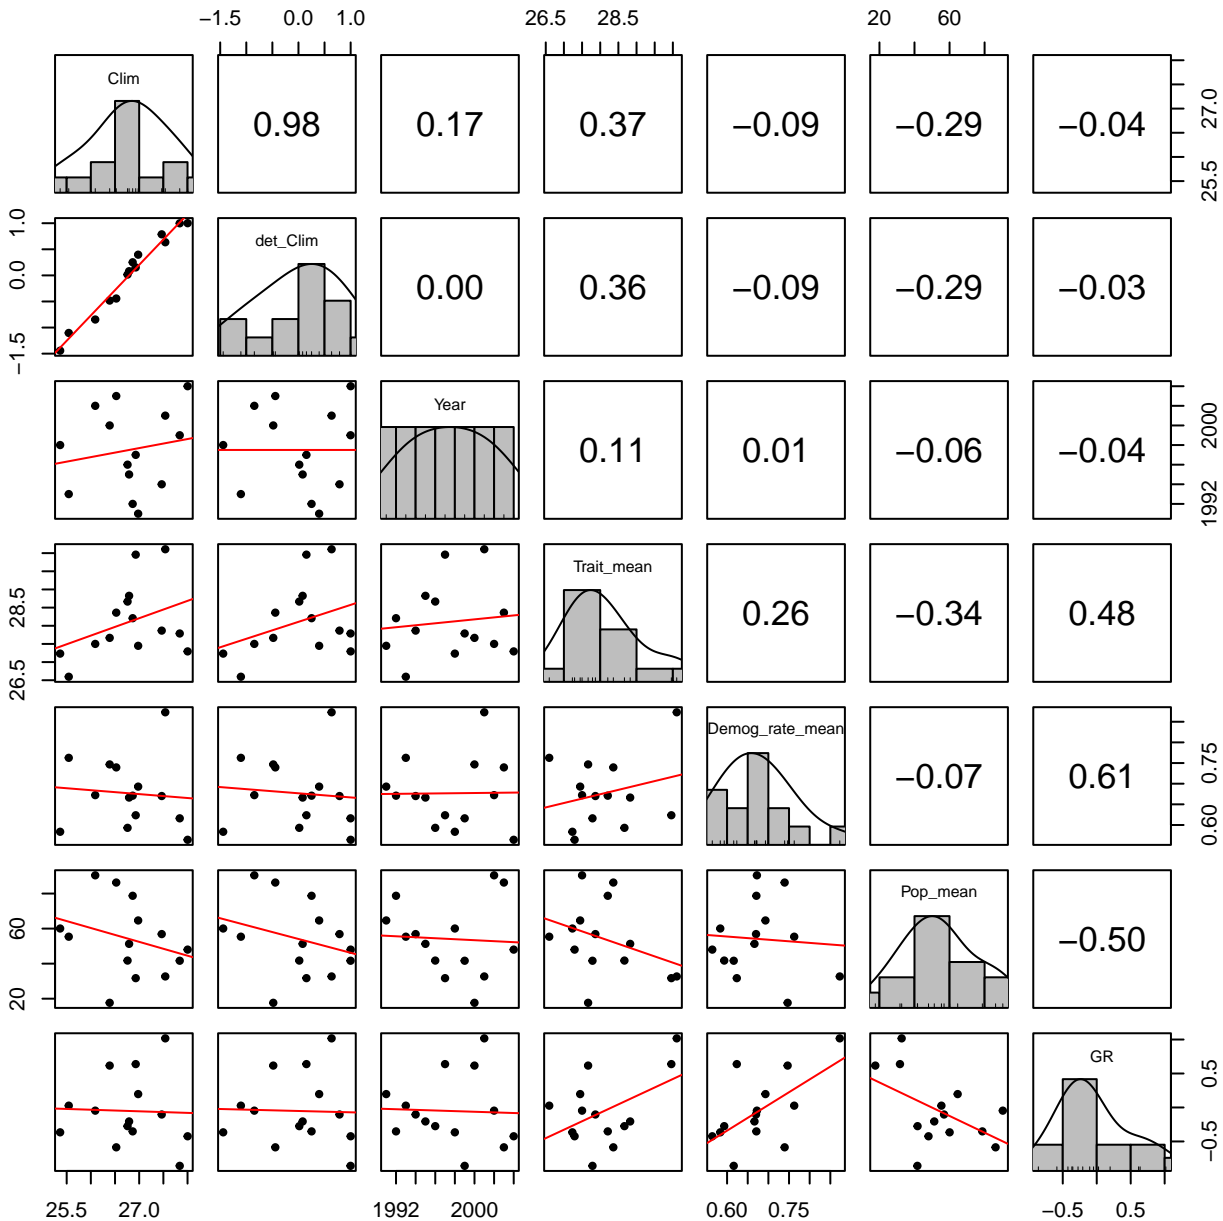 −1.5 0.0 1.0 26.5 28.5 20 60
Clim
0.98 0.17 0.37 −0.09 −0.29 −0.04
25.5 27.0
−1.5 0.0 1.0
det_Clim
0.00 0.36 −0.09 −0.29 −0.03
Year
0.11 0.01 −0.06 −0.04
1992 2000
26.5 28.5
Trait_mean
0.26 −0.34 0.48
Demog_rate_mean
−0.07 0.61
0.60 0.75
20 60
Pop_mean
−0.50
GR
−0.5 0.5
25.5 27.0 1992 2000 0.60 0.75 −0.5 0.5